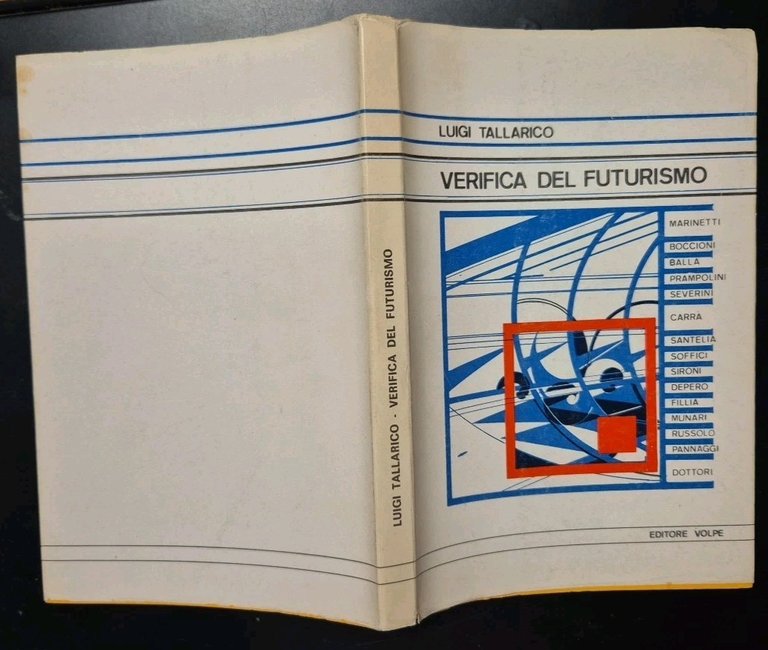 LUIGI TALLARICO
VERIFICA DEL FUTURISMO
MARINETTI
BOCCIONI
BALLA
PRAMPOLINI
SEVERINI
CARRA
SANTELIA
SOFFICI
SIRONI
DEPERO
FILLIA
MUNARI
RUSSOLO
PANNAGGI
DOTTORI
EDITORE VOLPE
LUIGI TALLARICO - VERIFICA DEL FUTURISMO